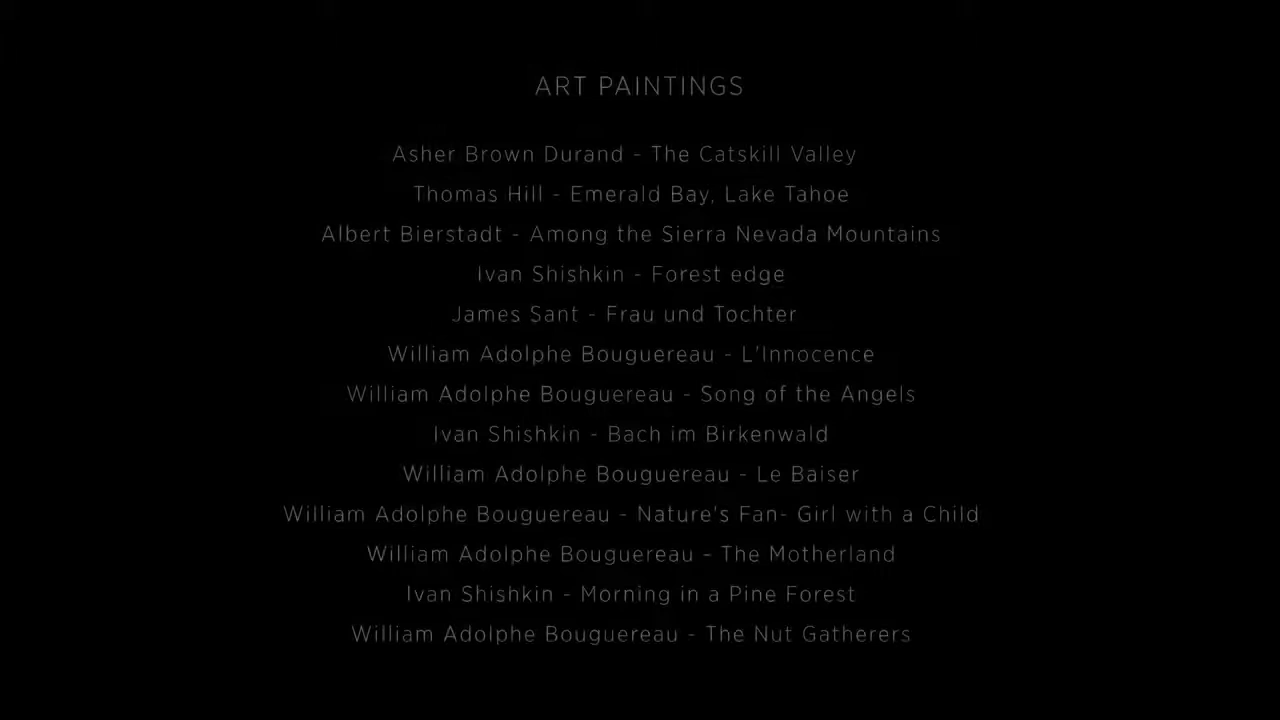 ART PAINTINGS
Asher Brown Durand - The Catskill Valley
Thomas Hill - Emerald Bay, Lake Tahoe
Albert Bierstadt - Among the Sierra Nevada Mountains
Ivan Shishkin - Forest edge
James Sant - Frau und Tochter
William Adolphe Bouguereau - L'Innocence
William Adolphe Bouguereau - Song of the Angels
Ivan Shishkin - Bach im Birkenwald
William Adolphe Bouguereau - Le Baiser
William Adolphe Bouguereau - Nature's Fan- Girl with a Child
William Adolphe Bouguereau - The Motherland
Ivan Shishkin - Morning in a Pine Forest
William Adolphe Bouguereau - The Nut Gatherers